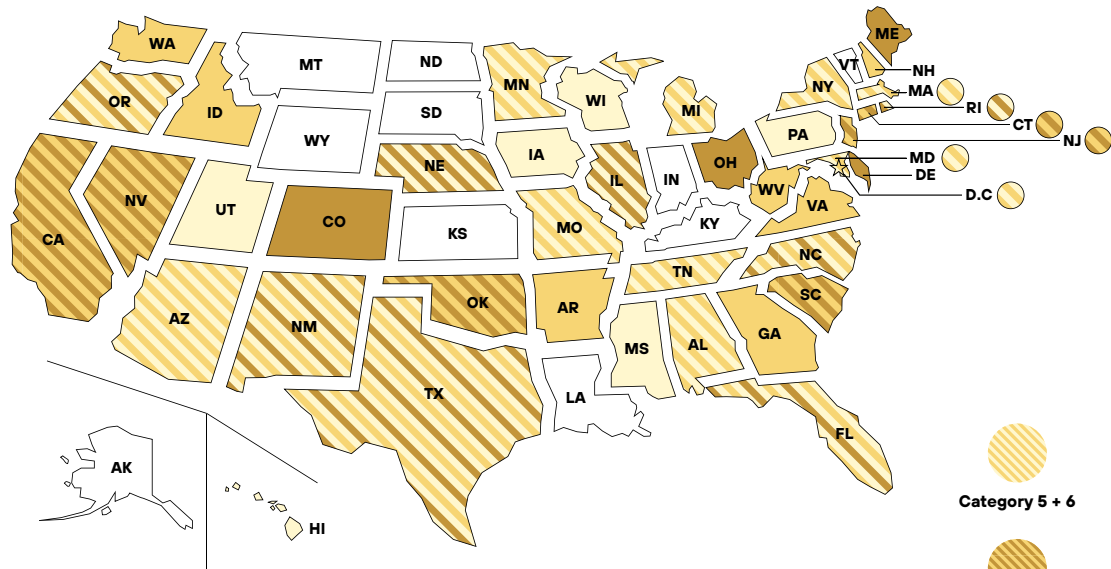 WA
MT
ND
MN
ME
VT
NH
OR
ID
SD
WI
MI
NY
MA
RI
CT
WY
NJ
NE
IA
PA
MD
DE
D.C
NV
UT
CO
IL
IN
OH
WV
VA
CA
KS
MO
KY
NC
TN
AZ
NM
OK
AR
SC
MS
AL
GA
TX
LA
FL
AK
HI
Category 5 + 6